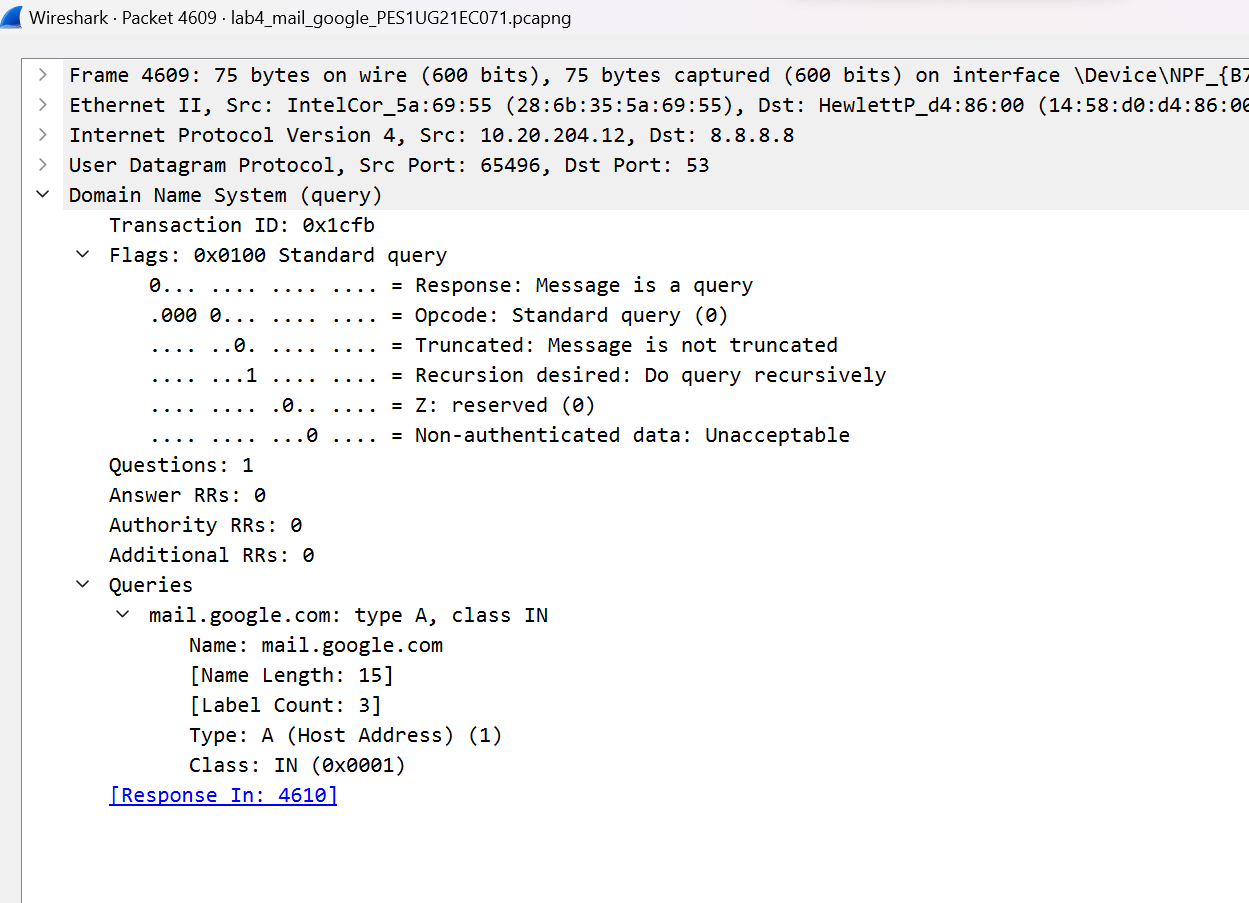 Wireshark · Packet 4609 · lab4_mail_google_PES1UG21EC071.pcapng
Frame 4609: 75 bytes on wire (600 bits), 75 bytes captured (600 bits) on interface \Device\NPF_{B7
Ethernet II, Src: IntelCor_5a:69:55 (28:6b:35:5a:69:55), Dst: HewlettP_d4:86:00 (14:58:d0:d4:86:00
Internet Protocol Version 4, Src: 10.20.204.12, Dst: 8.8.8.8
User Datagram Protocol, Src Port: 65496, Dst Port: 53
Domain Name System (query)
Transaction ID: 0x1cfb
Flags: 0x0100 Standard query
0... .... .... .... = Response: Message is a query
.000 0... .... .... = Opcode: Standard query (0)
.... ..0. .... .... = Truncated: Message is not truncated
.... ...1 .... .... = Recursion desired: Do query recursively
.... .... .0.. .... = Z: reserved (0)
.... .... ...0 .... = Non-authenticated data: Unacceptable
Questions: 1
Answer RRs: 0
Authority RRs: 0
Additional RRs: 0
Queries
mail.google.com: type A, class IN
Name: mail.google.com
[Name Length: 15]
[Label Count: 3]
Type: A (Host Address) (1)
Class: IN (0x0001)
[Response In: 4610]